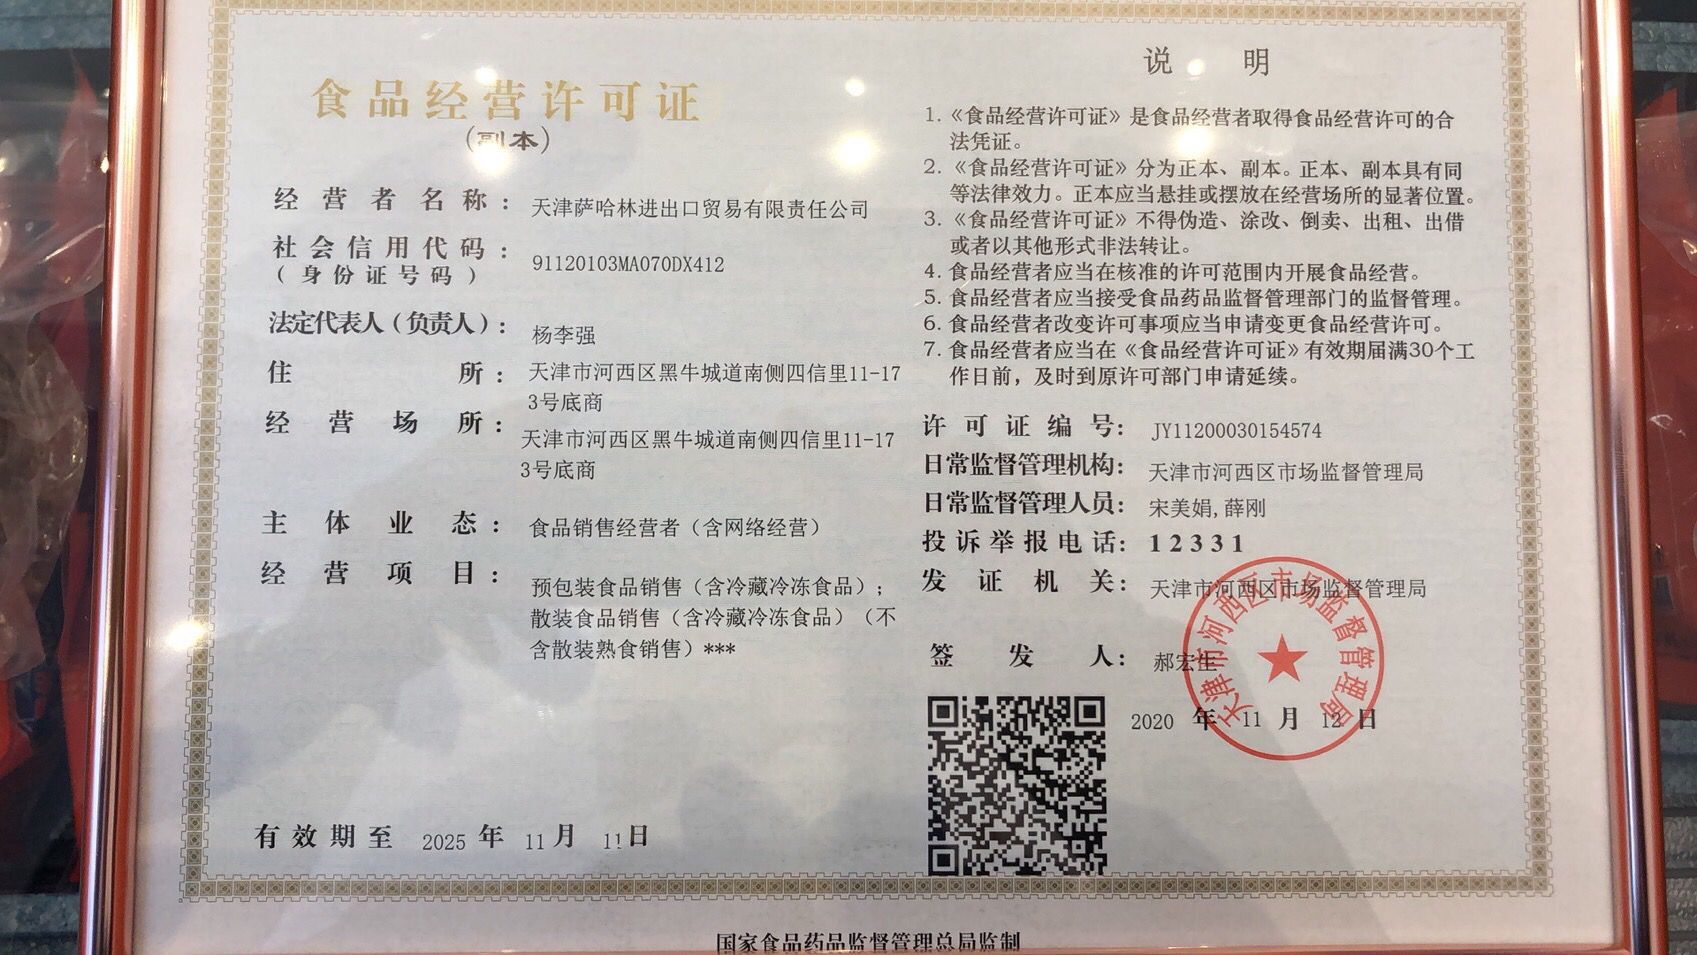 食品经营许可证
(副本)
经营者名称：天津萨哈林进出口贸易有限责任公司
社会信用代码：91120103MA070DX412
(身份证号码)
法定代表人(负责人)：杨李强
住所：天津市河西区黑牛城道南侧四信里11-17
3号底商
经营场所：天津市河西区黑牛城道南侧四信里11-17
3号底商
主体业态：食品销售经营者（含网络经营）
经营项目：预包装食品销售（含冷藏冷冻食品）；
散装食品销售（含冷藏冷冻食品）（不
含散装熟食销售）***
有效期至 2025 年 11 月 11 日
说 明
1.《食品经营许可证》是食品经营者取得食品经营许可的合
法凭证。
2.《食品经营许可证》分为正本、副本。正本、副本具有同
等法律效力。正本应当悬挂或摆放在经营场所的显著位置。
3.《食品经营许可证》不得伪造、涂改、倒卖、出租、出借
或者以其他形式非法转让。
4.食品经营者应当在核准的许可范围内开展食品经营。
5.食品经营者应当接受食品药品监督管理部门的监督管理。
6.食品经营者改变许可事项应当申请变更食品经营许可。
7.食品经营者应当在《食品经营许可证》有效期届满30个工
作日前，及时到原许可部门申请延续。
许可证编号：JY11200030154574
日常监督管理机构：天津市河西区市场监督管理局
日常监督管理人员：宋美娟,薛刚
投诉举报电话：12331
发证机关：天津市河西区市场监督管理局
签发人：郝宏生
2020 年 11 月 12 日
天津市河西区市场监督管理局
国家食品药品监督管理总局监制